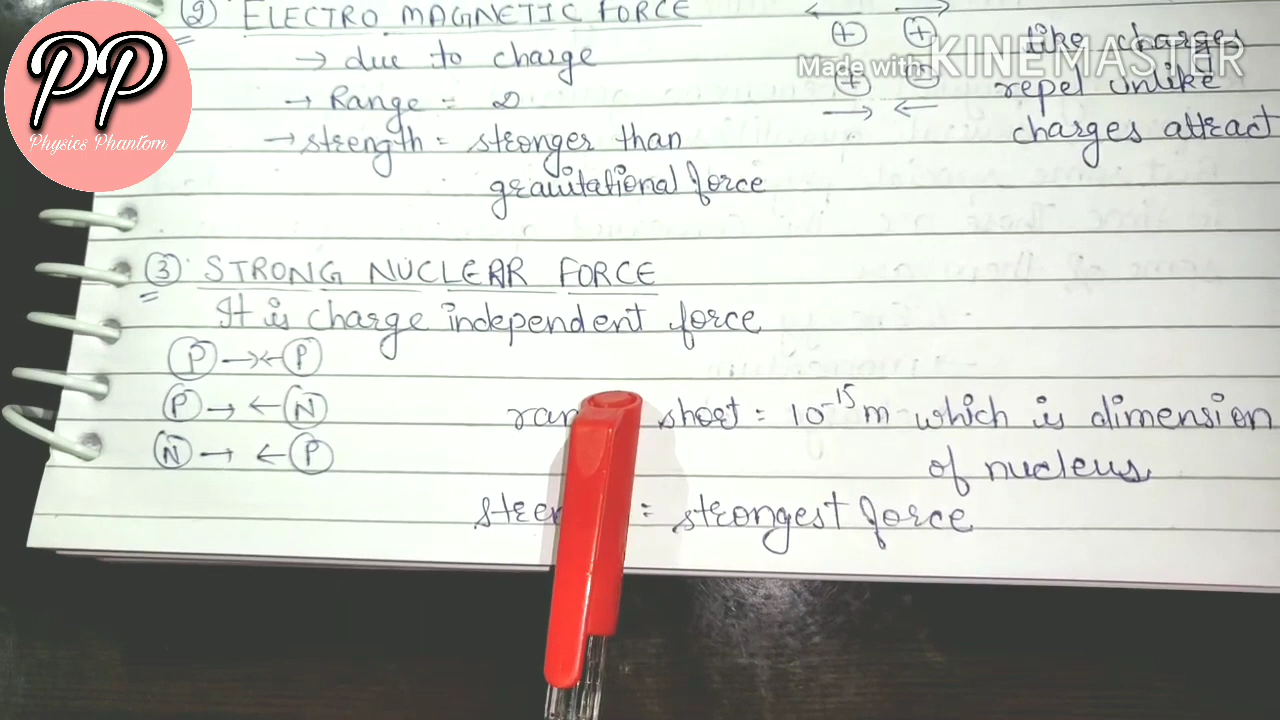 ② ELECTRO MAGNETIC FORCE
→ due to charge
→ Range = ∞
→ strength = stronger than
gravitational force
+ +
+ −
like charges
repel unlike
charges attract
Made with KINEMASTER
PP
Physics Phantom
③ STRONG NUCLEAR FORCE
It is charge independent force
P →← P
P → ← N
N → ← P
short = 10⁻¹⁵ m which is dimension
of nucleus
= strongest force